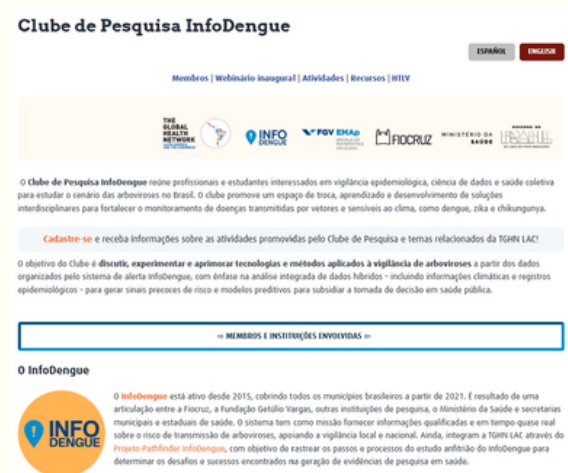 Clube de Pesquisa InfoDengue
ESPAÑOL ENGLISH
Membros | Webinário inaugural | Atividades | Recursos | HTLV
THE
GLOBAL
HEALTH
NETWORK
INFO
DENGUE
FGV EMAp
FIOCRUZ
MINISTÉRIO DA
SAÚDE
GOVERNO DO
BRASIL
O Clube de Pesquisa InfoDengue reúne profissionais e estudantes interessados em vigilância epidemiológica, ciência de dados e saúde coletiva
para estudar o cenário das arboviroses no Brasil. O clube promove um espaço de troca, aprendizado e desenvolvimento de soluções
interdisciplinares para fortalecer o monitoramento de doenças transmitidas por vetores e sensíveis ao clima, como dengue, zika e chikungunya.
Cadastre-se e receba informações sobre as atividades promovidas pelo Clube de Pesquisa e temas relacionados da TGHN LAC!
O objetivo do Clube é discutir, experimentar e aprimorar tecnologias e métodos aplicados à vigilância de arboviroses a partir dos dados
organizados pelo sistema de alerta InfoDengue, com ênfase na análise integrada de dados híbridos – incluindo informações climáticas e registros
epidemiológicos – para gerar sinais precoces de risco e modelos preditivos para subsidiar a tomada de decisão em saúde pública.
⇨ MEMBROS E INSTITUIÇÕES ENVOLVIDAS ⇦
O InfoDengue
INFO
DENGUE
O InfoDengue está ativo desde 2015, cobrindo todos os municípios brasileiros a partir de 2021. É resultado de uma
articulação entre a Fiocruz, a Fundação Getúlio Vargas, outras instituições de pesquisa, o Ministério da Saúde e secretarias
municipais e estaduais de saúde. O sistema tem como missão fornecer informações qualificadas e em tempo quase real
sobre o risco de transmissão de arboviroses, apoiando a vigilância local e nacional. Ainda, integram a TGHN LAC através do
Projeto Pathfinder InfoDengue, com objetivo de rastrear os passos e processos do estudo anfitrião do InfoDengue para
determinar os desafios e sucessos encontrados na geração de evidências de pesquisa em saúde.